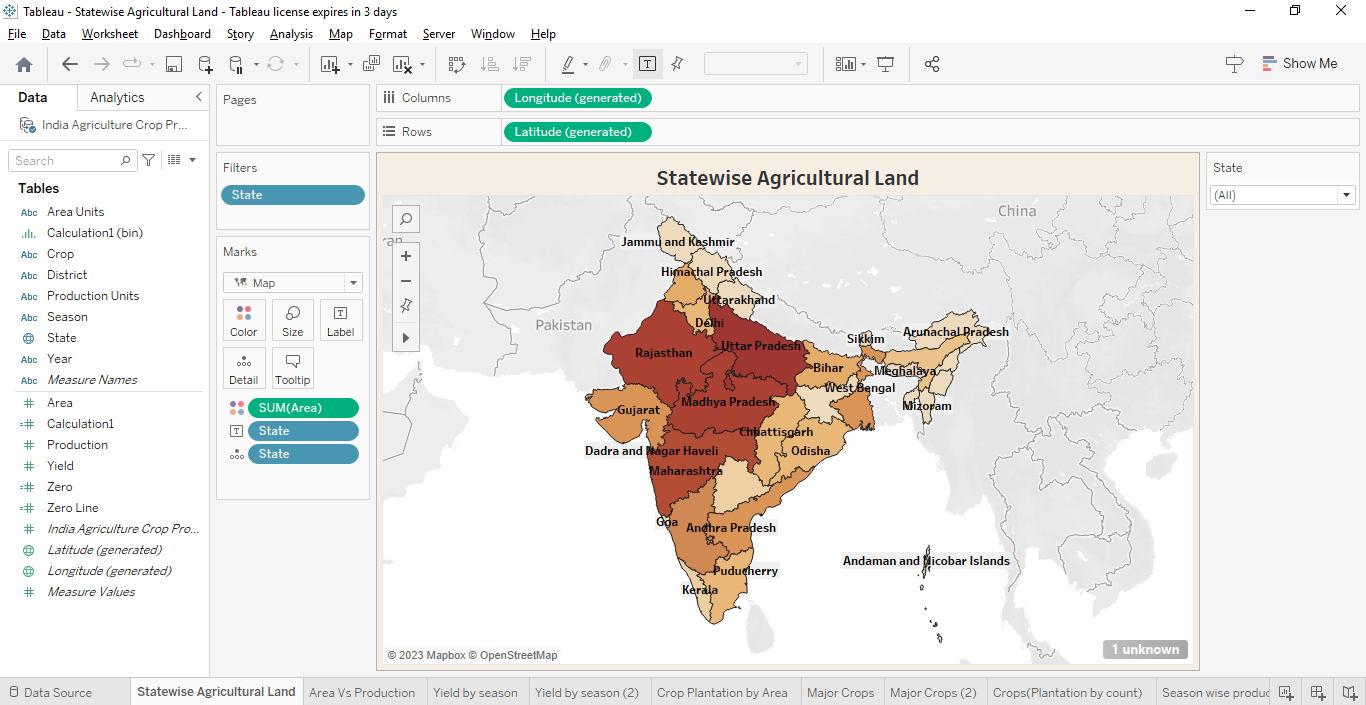 Tableau - Statewise Agricultural Land - Tableau license expires in 3 days
File Data Worksheet Dashboard Story Analysis Map Format Server Window Help
Show Me
Data Analytics
India Agriculture Crop Pr...
Search
Tables
Abc Area Units
Calculation1 (bin)
Abc Crop
Abc District
Abc Production Units
Abc Season
State
Abc Year
Abc Measure Names
Area
Calculation1
Production
Yield
Zero
Zero Line
India Agriculture Crop Pro...
Latitude (generated)
Longitude (generated)
Measure Values
Pages
Filters
State
Marks
Map
Color Size Label
Detail Tooltip
SUM(Area)
State
State
Columns Longitude (generated)
Rows Latitude (generated)
Statewise Agricultural Land
China
Jammu and Keshmir
Himachal Pradesh
Uttarakhand
Pakistan
Delhi
Arunachal Pradesh
Sikkim
Uttar Pradesh
Rajasthan
Bihar
Meghalaya
West Bengal
Madhya Pradesh
Mizoram
Gujarat
Chhattisgarh
Dadra and Nagar Haveli
Odisha
Maharashtra
Goa
Andhra Pradesh
Andaman and Nicobar Islands
Puducherry
Kerala
© 2023 Mapbox © OpenStreetMap
1 unknown
State
(All)
Data Source Statewise Agricultural Land Area Vs Production Yield by season Yield by season (2) Crop Plantation by Area Major Crops Major Crops (2) Crops(Plantation by count) Season wise produc